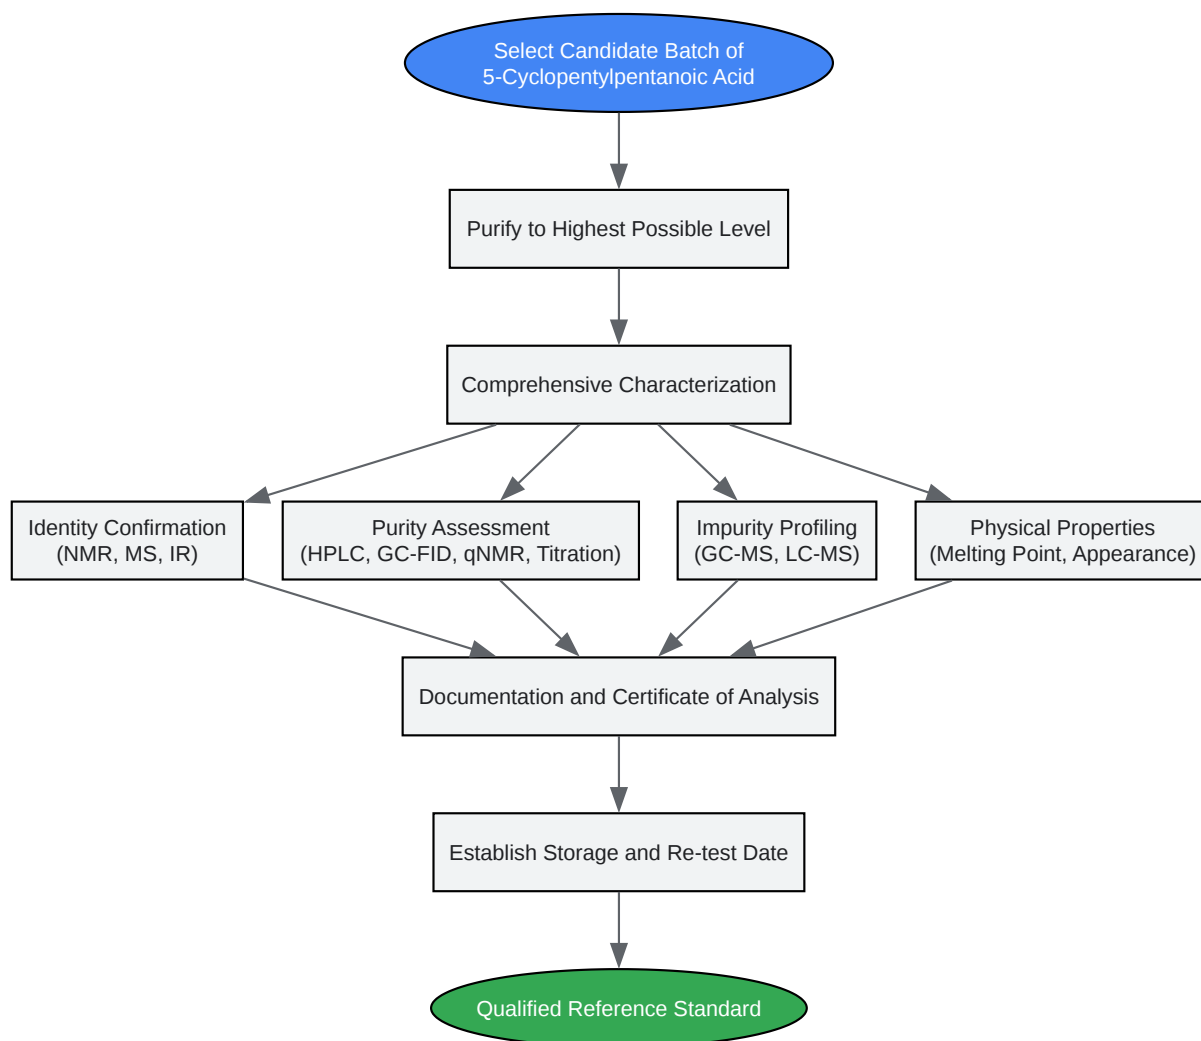 Select Candidate Batch of
5-Cyclopentylpentanoic Acid
Purify to Highest Possible Level
Comprehensive Characterization
Identity Confirmation
(NMR, MS, IR)
Purity Assessment
(HPLC, GC-FID, qNMR, Titration)
Impurity Profiling
(GC-MS, LC-MS)
Physical Properties
(Melting Point, Appearance)
Documentation and Certificate of Analysis
Establish Storage and Re-test Date
Qualified Reference Standard